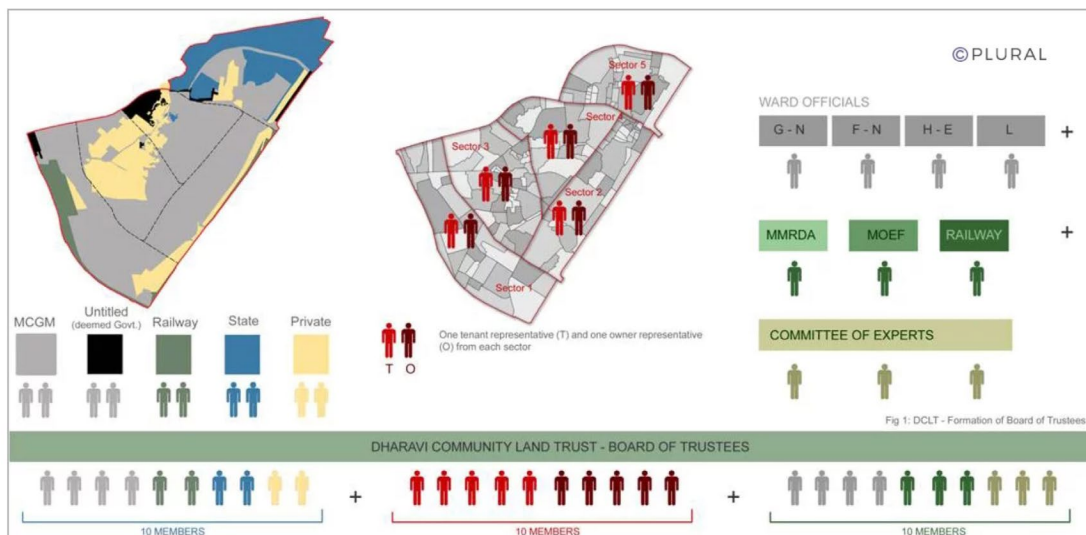 ©PLURAL
Sector 5
Sector 4
Sector 3
Sector 2
Sector 1
WARD OFFICIALS
G - N F - N H - E L +
MMRDA MOEF RAILWAY +
COMMITTEE OF EXPERTS
MCGM
Untitled
(deemed Govt.)
Railway
State
Private
One tenant representative (T) and one owner representative
(O) from each sector
T O
Fig 1: DCLT - Formation of Board of Trustees
DHARAVI COMMUNITY LAND TRUST - BOARD OF TRUSTEES
+ +
10 MEMBERS 10 MEMBERS 10 MEMBERS